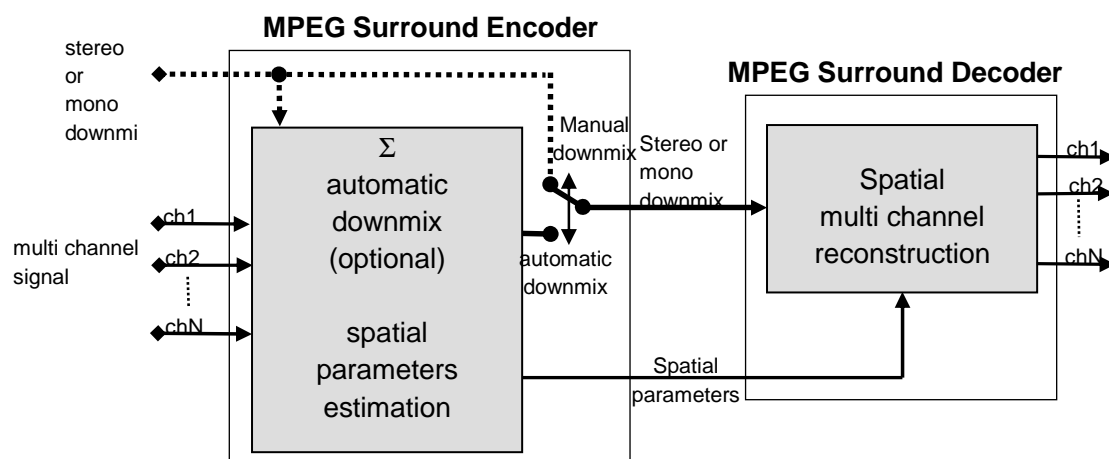 MPEG Surround Encoder
stereo
or
mono
downmi
MPEG Surround Decoder
Σ
automatic
downmix
(optional)
spatial
parameters
estimation
Manual
downmix
Stereo or
mono
downmix
automatic
downmix
multi channel
signal
ch1
ch2
chN
Spatial
parameters
Spatial
multi channel
reconstruction
ch1
ch2
chN